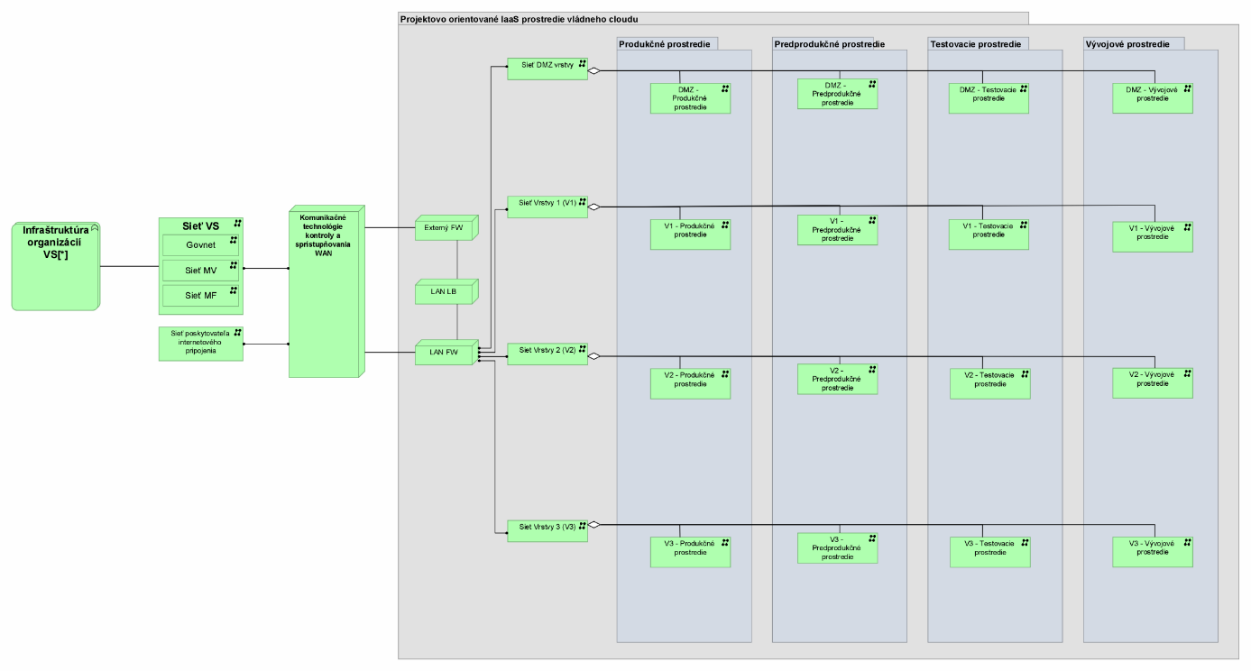 Projektovo orientované IaaS prostredie vládneho cloudu
Produkčné prostredie
Predprodukčné prostredie
Testovacie prostredie
Vývojové prostredie
Sieť DMZ vrstvy
DMZ -
Produkčné
prostredie
DMZ -
Predprodukčné
prostredie
DMZ - Testovacie
prostredie
DMZ - Vývojové
prostredie
Infraštruktúra
organizácií
VS[*]
Sieť VS
Govnet
Sieť MV
Sieť MF
Sieť poskytovateľa
internetového
pripojenia
Komunikačné
technológie
kontroly a
sprístupňovania
WAN
Externý FW
LAN LB
LAN FW
Sieť Vrstvy 1 (V1)
V1 - Produkčné
prostredie
V1 -
Predprodukčné
prostredie
V1 - Testovacie
prostredie
V1 - Vývojové
prostredie
Sieť Vrstvy 2 (V2)
V2 - Produkčné
prostredie
V2 -
Predprodukčné
prostredie
V2 - Testovacie
prostredie
V2 - Vývojové
prostredie
Sieť Vrstvy 3 (V3)
V3 - Produkčné
prostredie
V3 -
Predprodukčné
prostredie
V3 - Testovacie
prostredie
V3 - Vývojové
prostredie